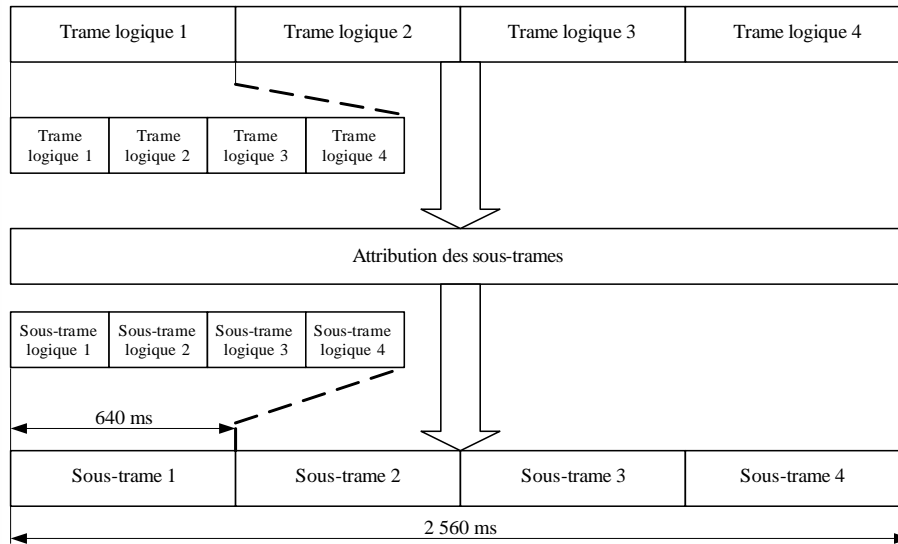 Trame logique 1 Trame logique 2 Trame logique 3 Trame logique 4
Trame Trame Trame Trame
logique 1 logique 2 logique 3 logique 4
Attribution des sous-trames
Sous-trame Sous-trame Sous-trame Sous-trame
logique 1 logique 2 logique 3 logique 4
640 ms
Sous-trame 1 Sous-trame 2 Sous-trame 3 Sous-trame 4
2 560 ms